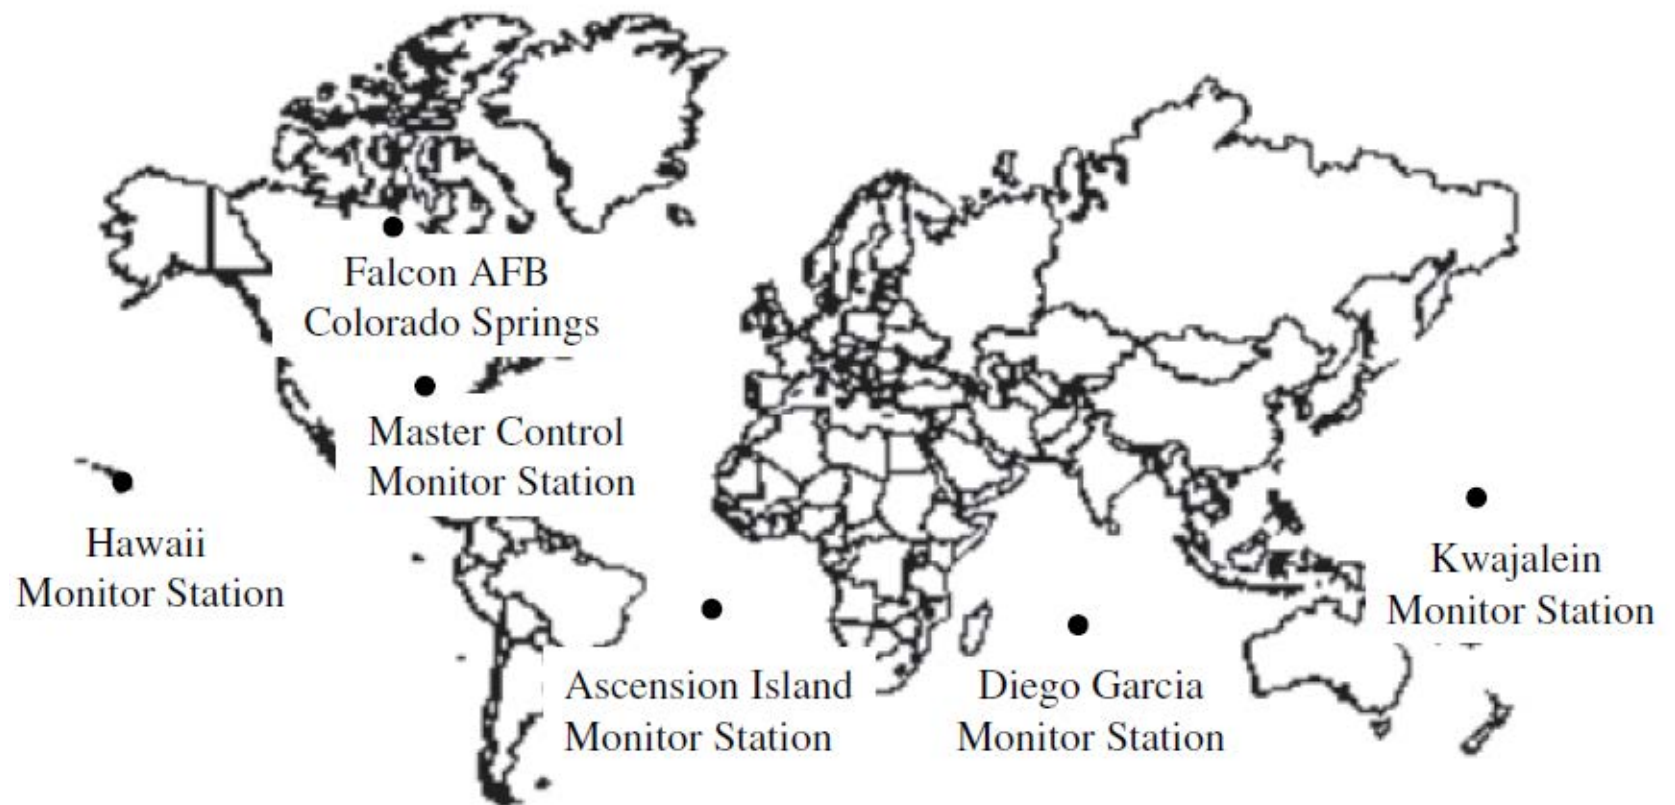 Falcon AFB
Colorado Springs
Master Control
Monitor Station
Hawaii
Monitor Station
Kwajalein
Monitor Station
Ascension Island
Monitor Station
Diego Garcia
Monitor Station